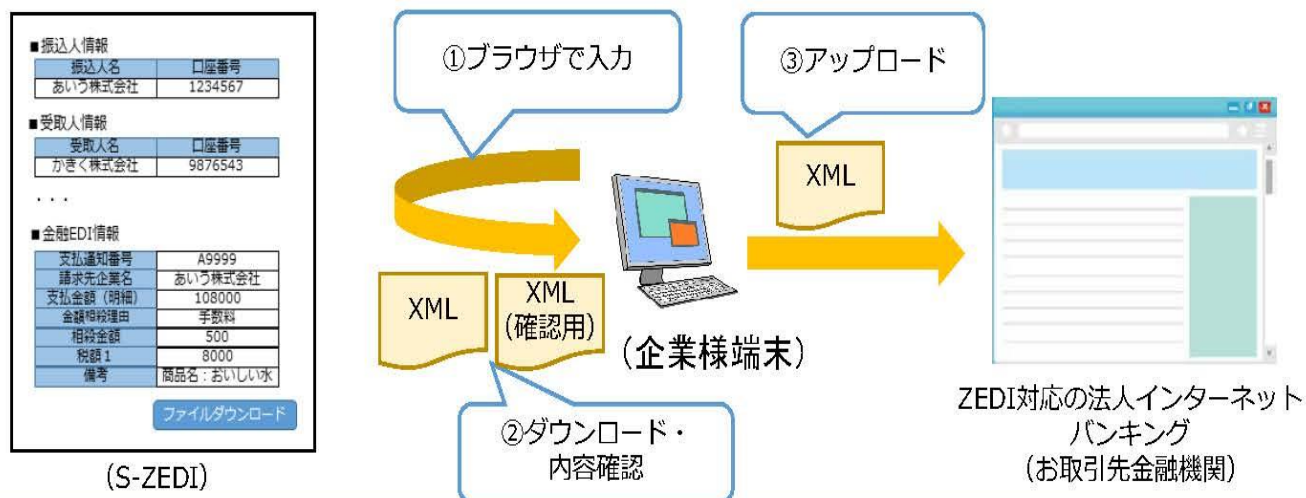 ■振込人情報
振込人名 口座番号
あいう株式会社 1234567
■受取人情報
受取人名 口座番号
かきく株式会社 9876543
・・・
■金融EDI情報
支払通知番号 A9999
請求先企業名 あいう株式会社
支払金額（明細） 108000
金額相殺理由 手数料
相殺金額 500
税額１ 8000
備考 商品名：おいしい水
ファイルダウンロード
（S-ZEDI）
①ブラウザで入力
XML
XML
（確認用）
②ダウンロード・
内容確認
（企業様端末）
③アップロード
XML
ZEDI対応の法人インターネット
バンキング
（お取引先金融機関）